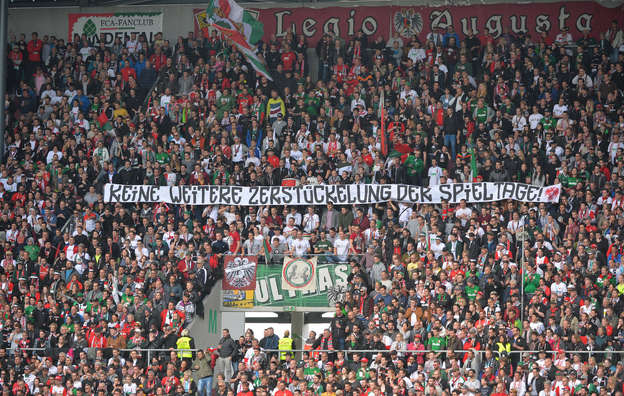 FCA-FANCLUB
Legio Augusta
KEINE WEITERE ZERSTÜCKELUNG DER SPIELTAGE!
ULTRAS
M